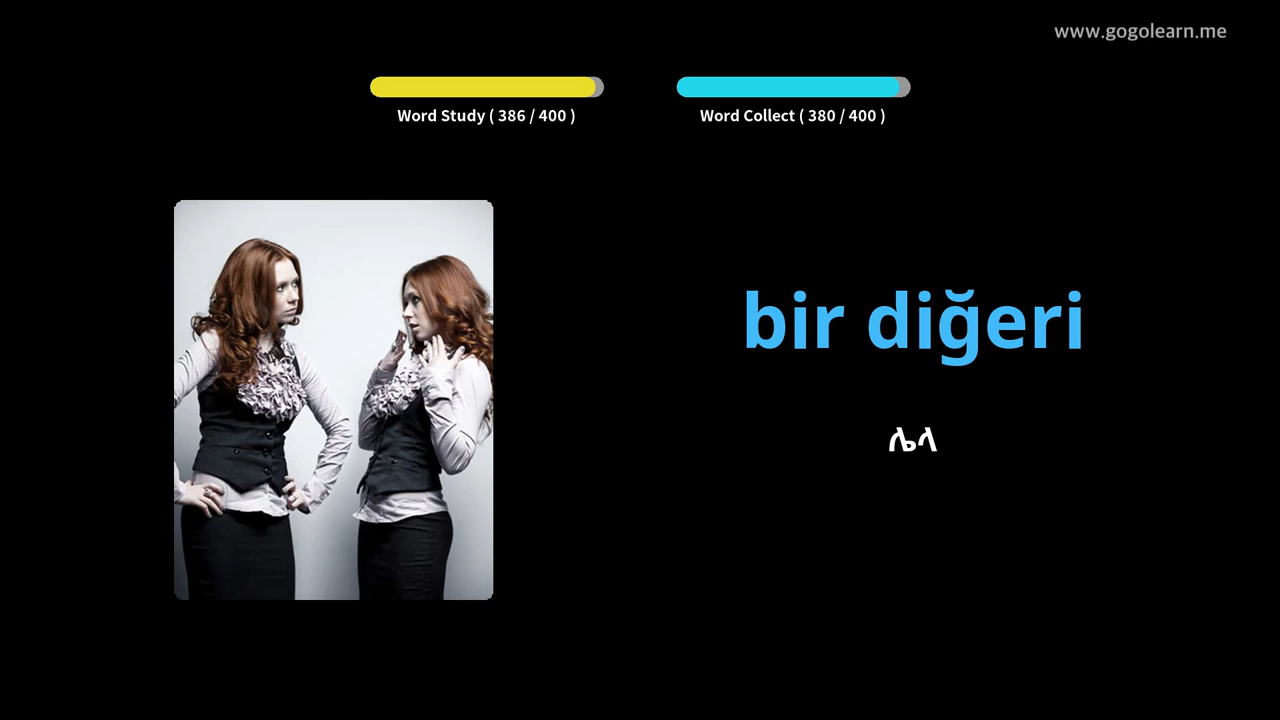 www.gogolearn.me
Word Study ( 386 / 400 )
Word Collect ( 380 / 400 )
bir diğeri
ሌላ